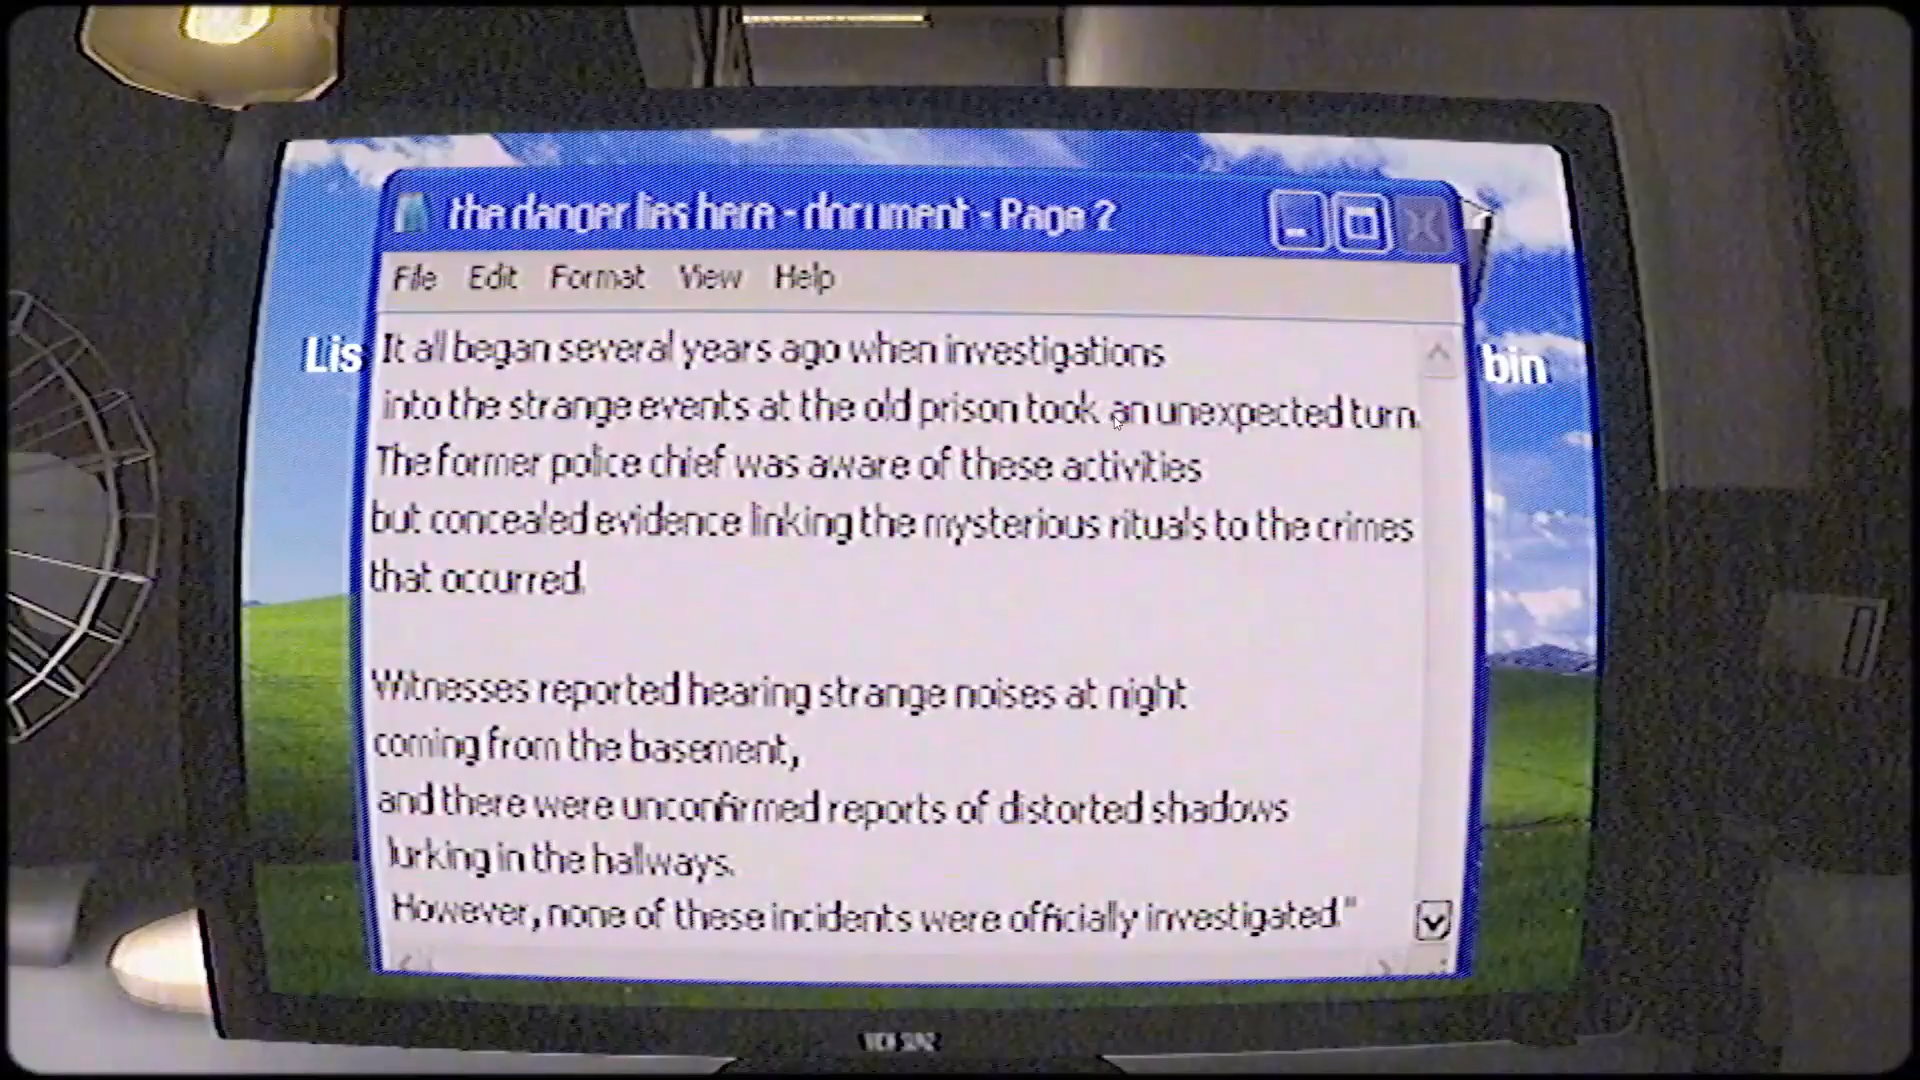 the danger lies here - document - Page 2
File Edit Format View Help
Lis
bin
It all began several years ago when investigations
into the strange events at the old prison took an unexpected turn.
The former police chief was aware of these activities
but concealed evidence linking the mysterious rituals to the crimes
that occurred.
Witnesses reported hearing strange noises at night
coming from the basement,
and there were unconfirmed reports of distorted shadows
lurking in the hallways.
However, none of these incidents were officially investigated."